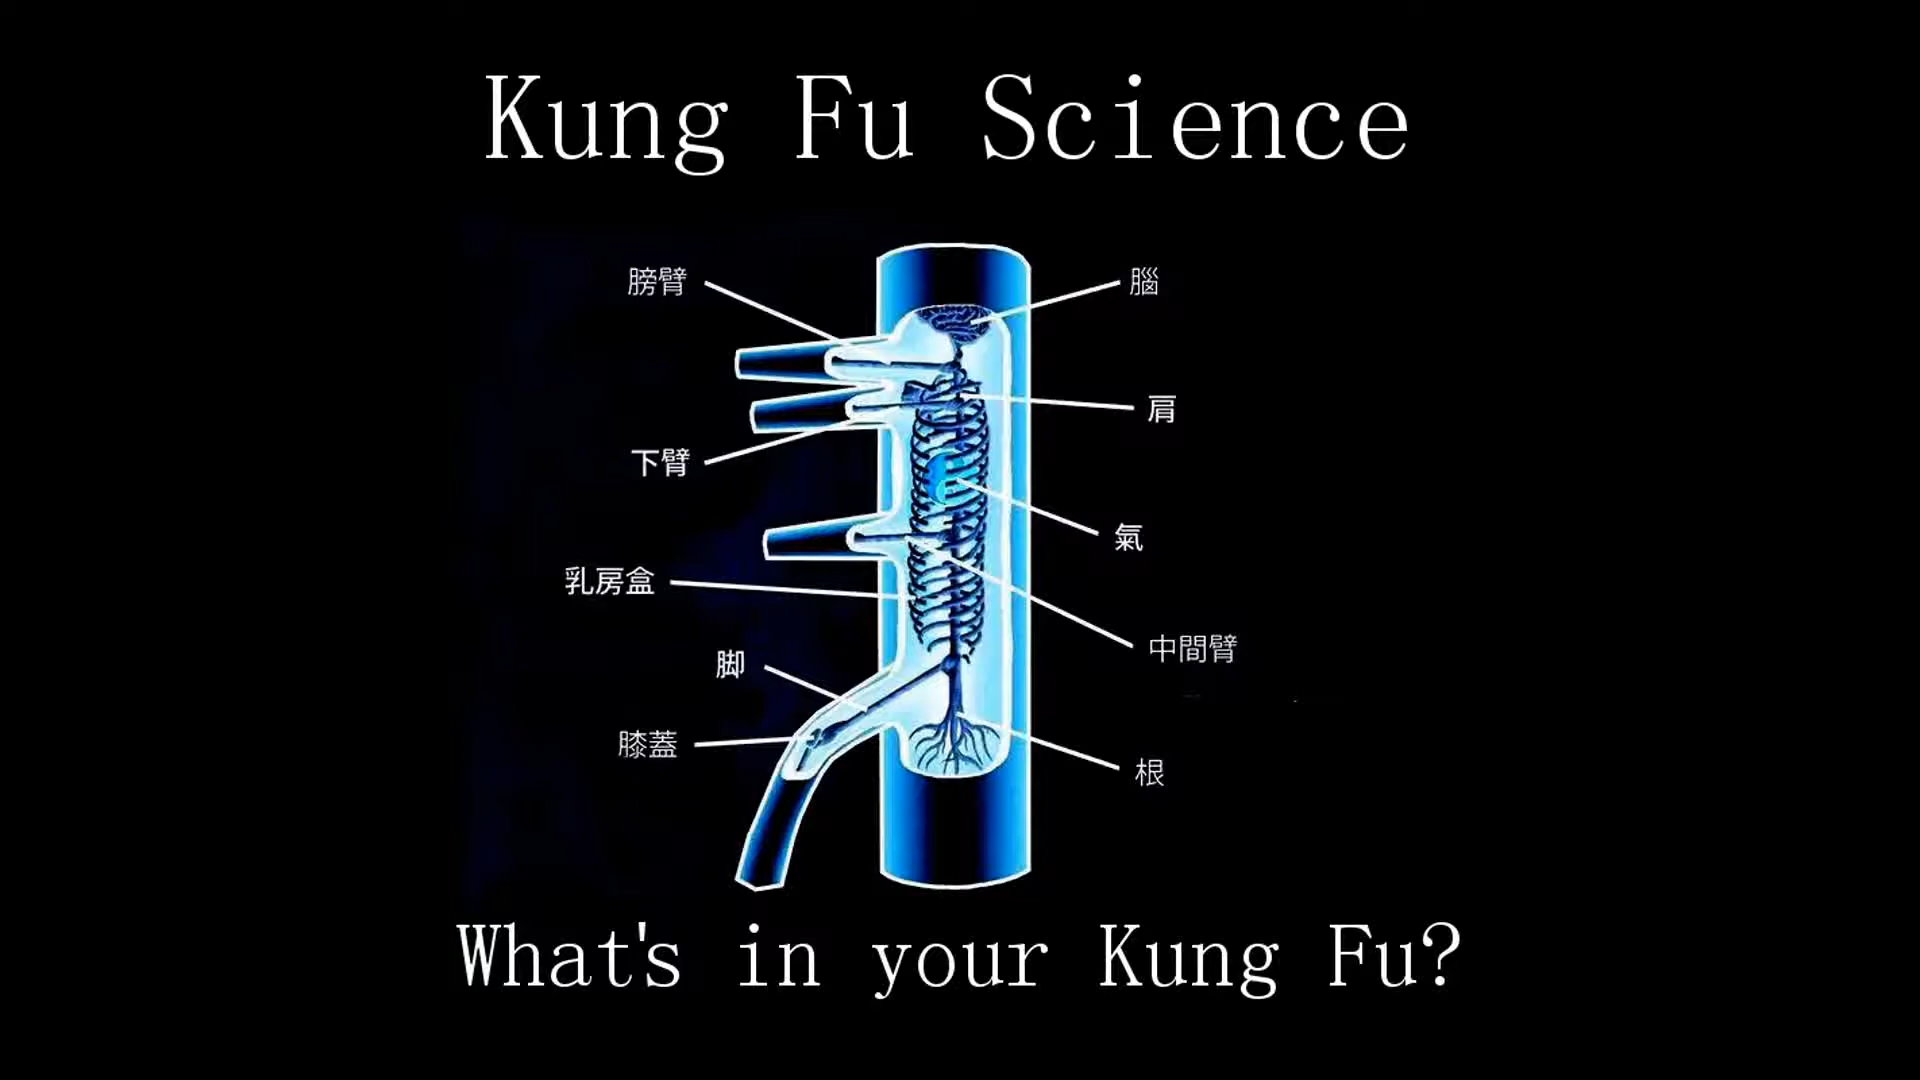 Kung Fu Science
膀臂
腦
肩
下臂
氣
乳房盒
中間臂
脚
膝蓋
根
What's in your Kung Fu?